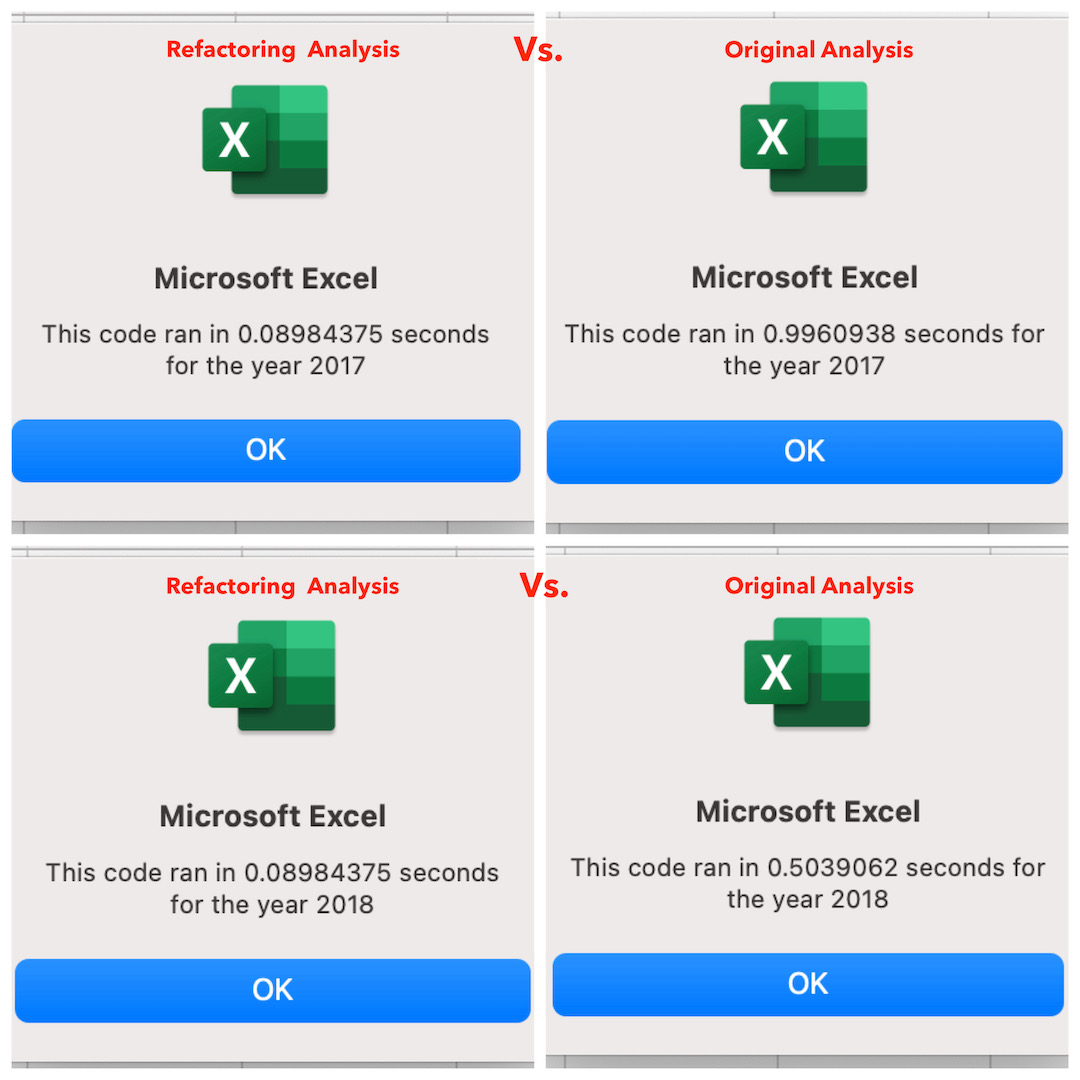 Refactoring Analysis
Vs.
Original Analysis
X
Microsoft Excel
This code ran in 0.08984375 seconds
for the year 2017
OK
X
Microsoft Excel
This code ran in 0.9960938 seconds for
the year 2017
OK
Refactoring Analysis
Vs.
Original Analysis
X
Microsoft Excel
This code ran in 0.08984375 seconds
for the year 2018
OK
X
Microsoft Excel
This code ran in 0.5039062 seconds for
the year 2018
OK